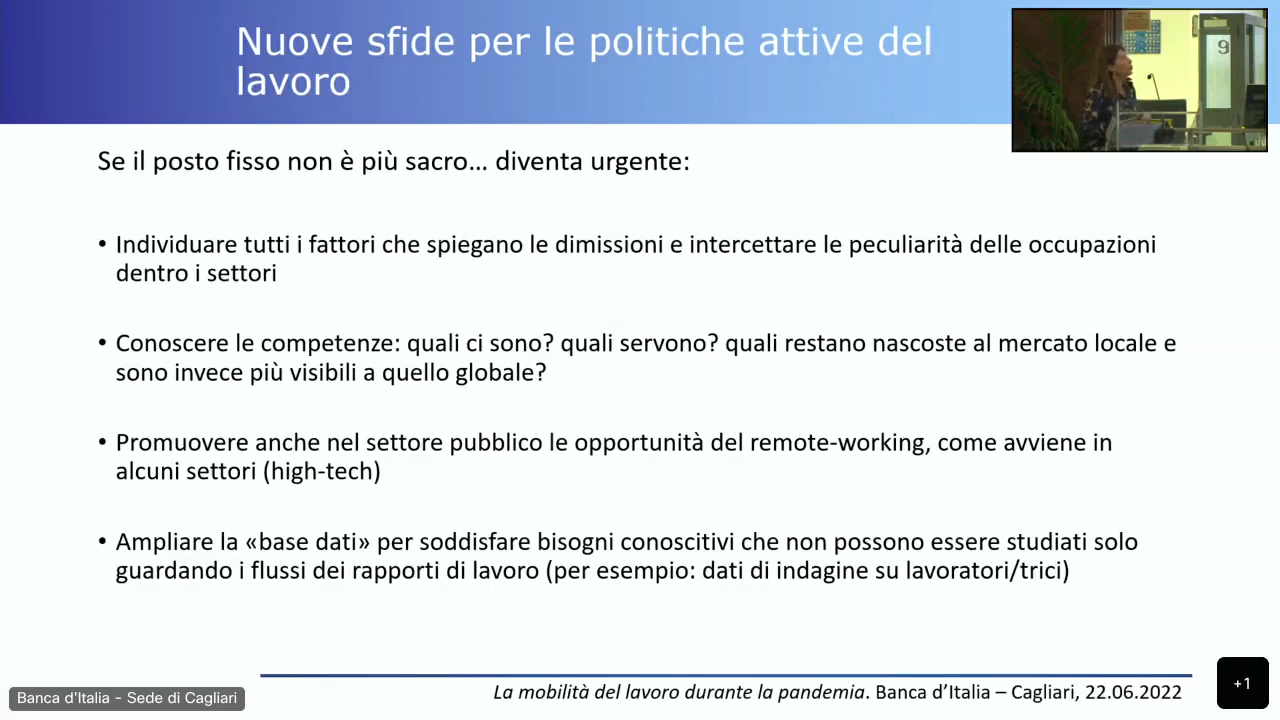 Nuove sfide per le politiche attive del
lavoro
9
Se il posto fisso non è più sacro... diventa urgente:
• Individuare tutti i fattori che spiegano le dimissioni e intercettare le peculiarità delle occupazioni
dentro i settori
• Conoscere le competenze: quali ci sono? quali servono? quali restano nascoste al mercato locale e
sono invece più visibili a quello globale?
• Promuovere anche nel settore pubblico le opportunità del remote-working, come avviene in
alcuni settori (high-tech)
• Ampliare la «base dati» per soddisfare bisogni conoscitivi che non possono essere studiati solo
guardando i flussi dei rapporti di lavoro (per esempio: dati di indagine su lavoratori/trici)
La mobilità del lavoro durante la pandemia. Banca d’Italia – Cagliari, 22.06.2022
Banca d'Italia - Sede di Cagliari
+1